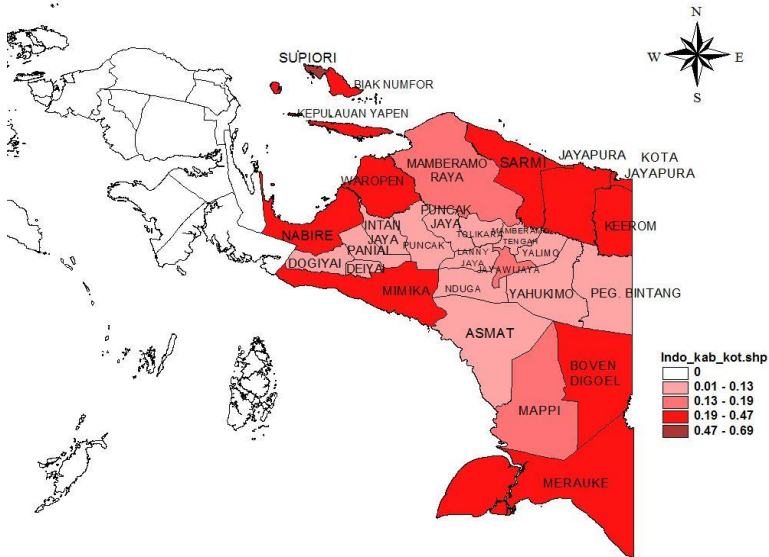 N
W E
S
SUPIORI
BIAK NUMFOR
KEPULAUAN YAPEN
SARMI
JAYAPURA
KOTA
JAYAPURA
MAMBERAMO
RAYA
WAROPEN
KEEROM
PUNCAK
JAYA
INTAN
JAYA
TOLIKARA
MAMBERAMO
TENGAH
NABIRE
PANIAI
PUNCAK
LANNY
JAYA
YALIMO
DOGIYAI
DEIYAI
JAYAWIJAYA
MIMIKA
NDUGA
YAHUKIMO
PEG. BINTANG
ASMAT
BOVEN
DIGOEL
MAPPI
MERAUKE
Indo_kab_kot.shp
0
0.01 - 0.13
0.13 - 0.19
0.19 - 0.47
0.47 - 0.69